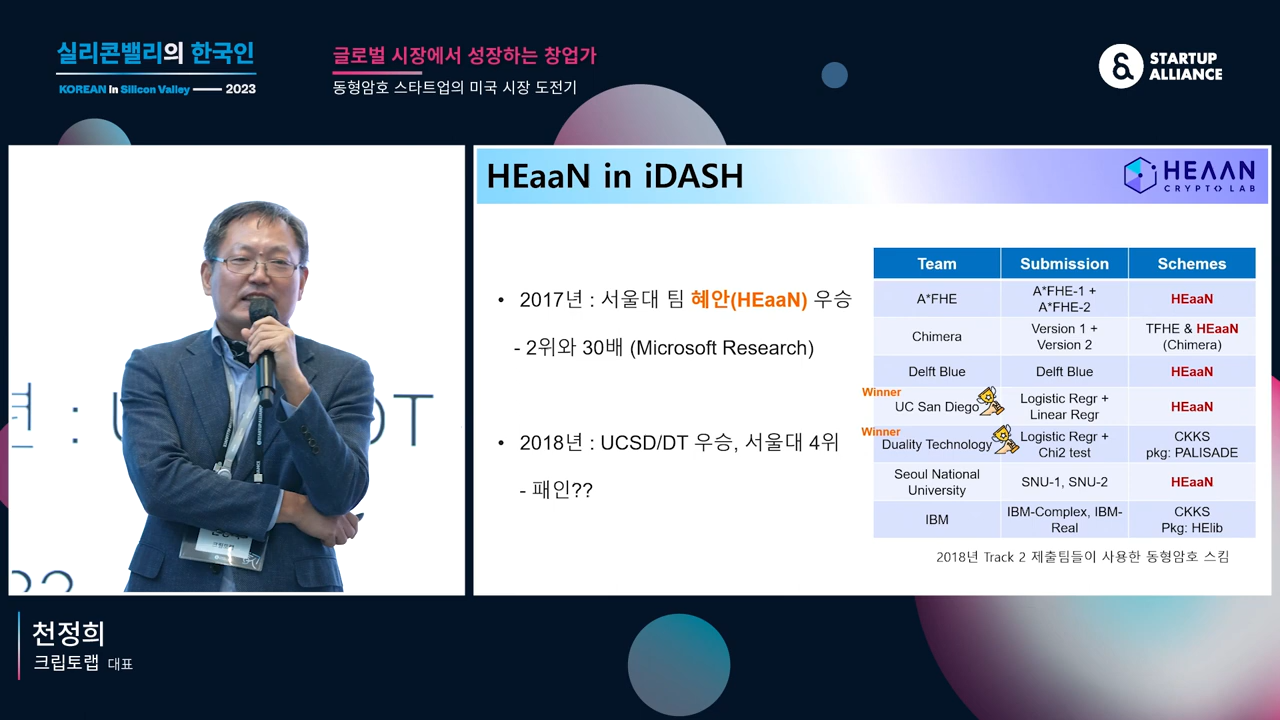 실리콘밸리의 한국인
KOREAN in Silicon Valley 2023
글로벌 시장에서 성장하는 창업가
동형암호 스타트업의 미국 시장 도전기
STARTUP
ALLIANCE
HEaaN in iDASH
HEAAN
CRYPTO LAB
• 2017년 : 서울대 팀 혜안(HEaaN) 우승
- 2위와 30배 (Microsoft Research)
• 2018년 : UCSD/DT 우승, 서울대 4위
- 패인??
Team Submission Schemes
A*FHE A*FHE-1 + A*FHE-2 HEaaN
Chimera Version 1 + Version 2 TFHE & HEaaN (Chimera)
Delft Blue Delft Blue HEaaN
Winner
UC San Diego Logistic Regr + Linear Regr HEaaN
Winner
Duality Technology Logistic Regr + Chi2 test CKKS pkg: PALISADE
Seoul National University SNU-1, SNU-2 HEaaN
IBM IBM-Complex, IBM-Real CKKS Pkg: HElib
2018년 Track 2 제출팀들이 사용한 동형암호 스킴
: U DT
천정희
크립토랩 대표